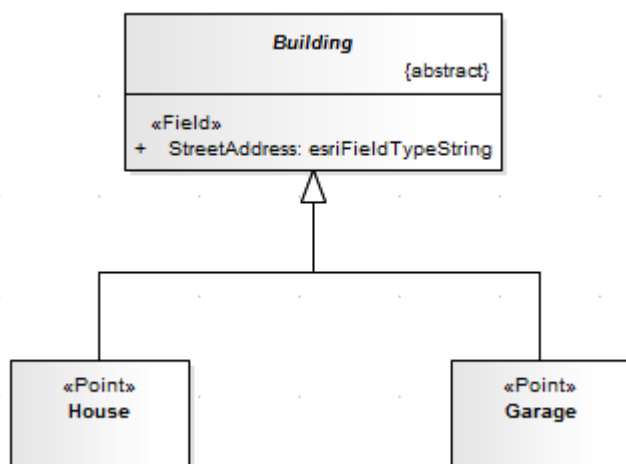 Building
{abstract}
«Field»
+ StreetAddress: esriFieldTypeString
«Point»
House
«Point»
Garage